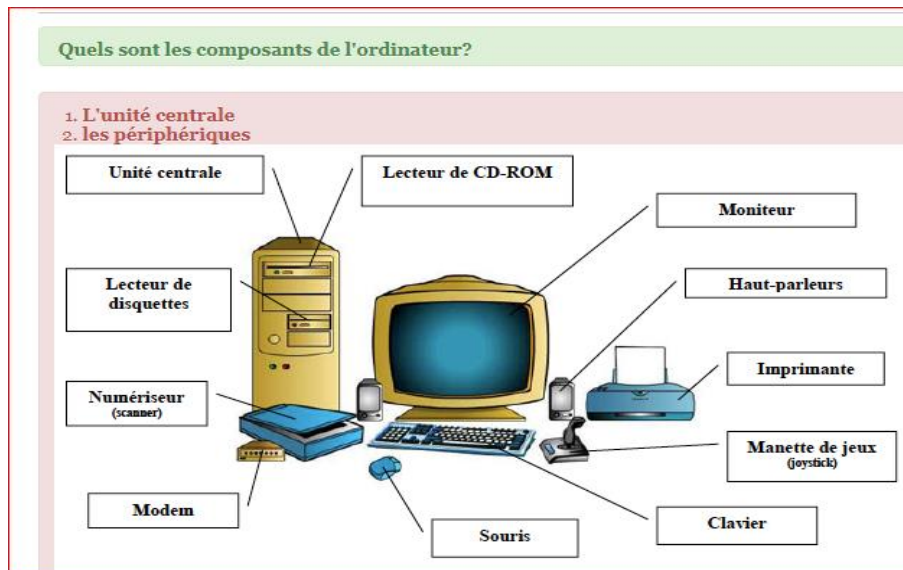 Quels sont les composants de l'ordinateur?
1. L'unité centrale
2. les périphériques
Unité centrale
Lecteur de CD-ROM
Moniteur
Lecteur de
disquettes
Haut-parleurs
Imprimante
Numériseur
(scanner)
Manette de jeux
(joystick)
Modem
Souris
Clavier